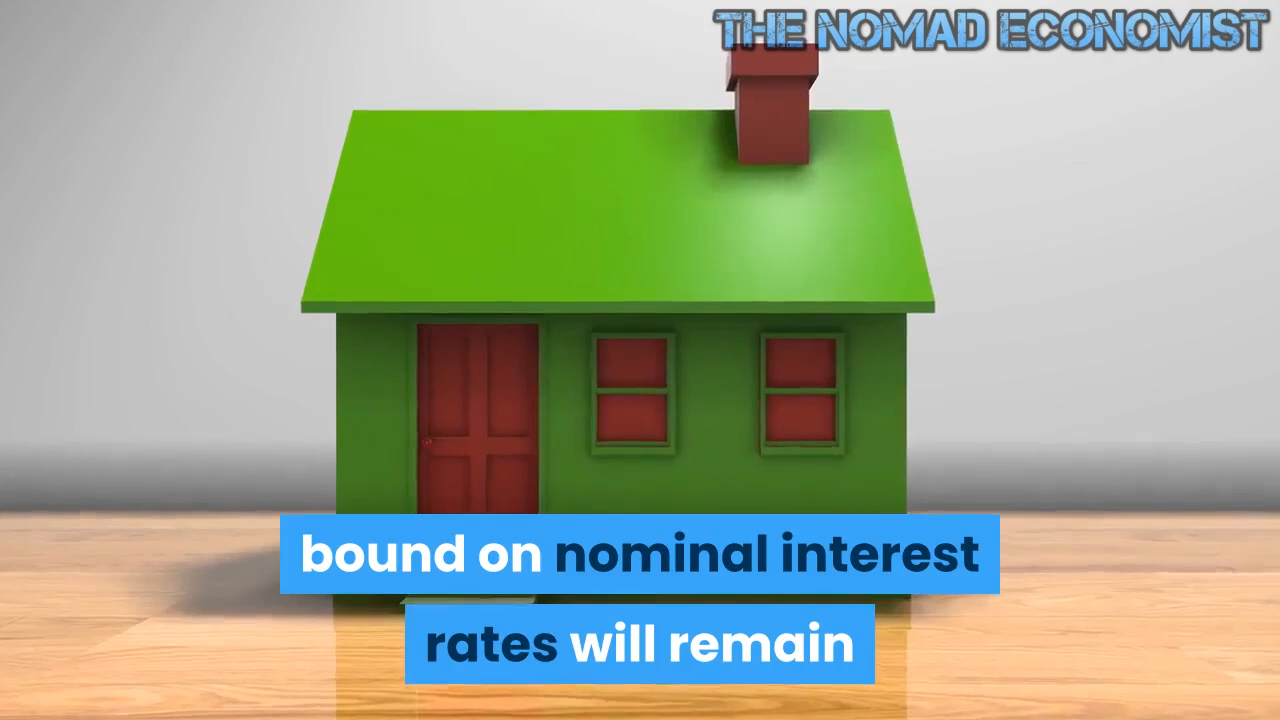 THE NOMAD ECONOMIST
bound on nominal interest
rates will remain